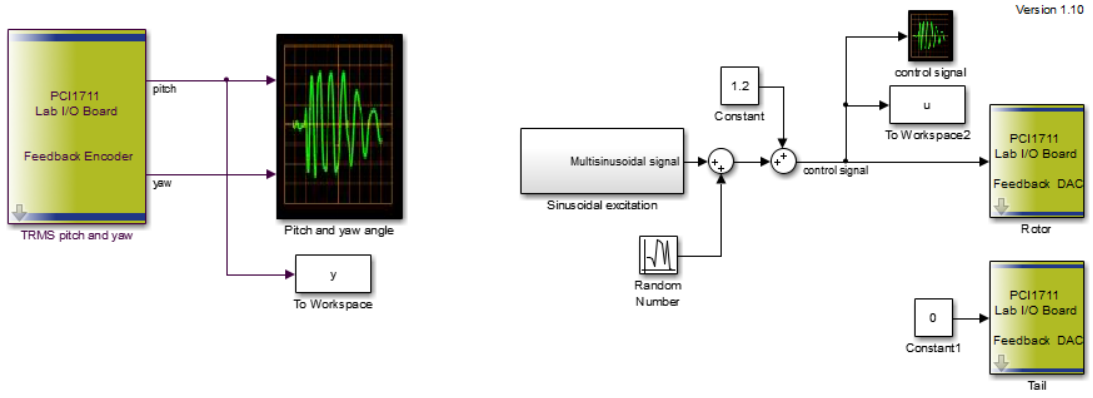 Version 1.10
PCI1711
Lab I/O Board
Feedback Encoder
pitch
yaw
TRMS pitch and yaw
Pitch and yaw angle
y
To Workspace
control signal
1.2
Constant
u
To Workspace2
Multisinusoidal signal
Sinusoidal excitation
control signal
PCI1711
Lab I/O Board
Feedback DAC
Rotor
Random
Number
0
Constant1
PCI1711
Lab I/O Board
Feedback DAC
Tail